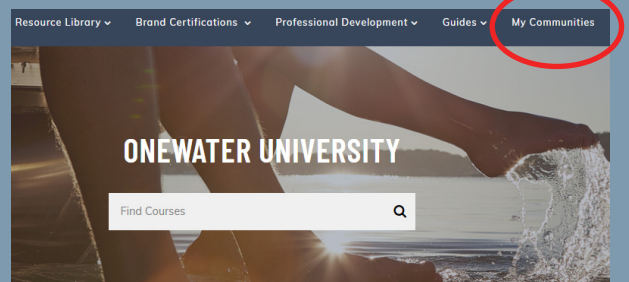 Resource Library Brand Certifications Professional Development Guides My Communities
ONEWATER UNIVERSITY
Find Courses